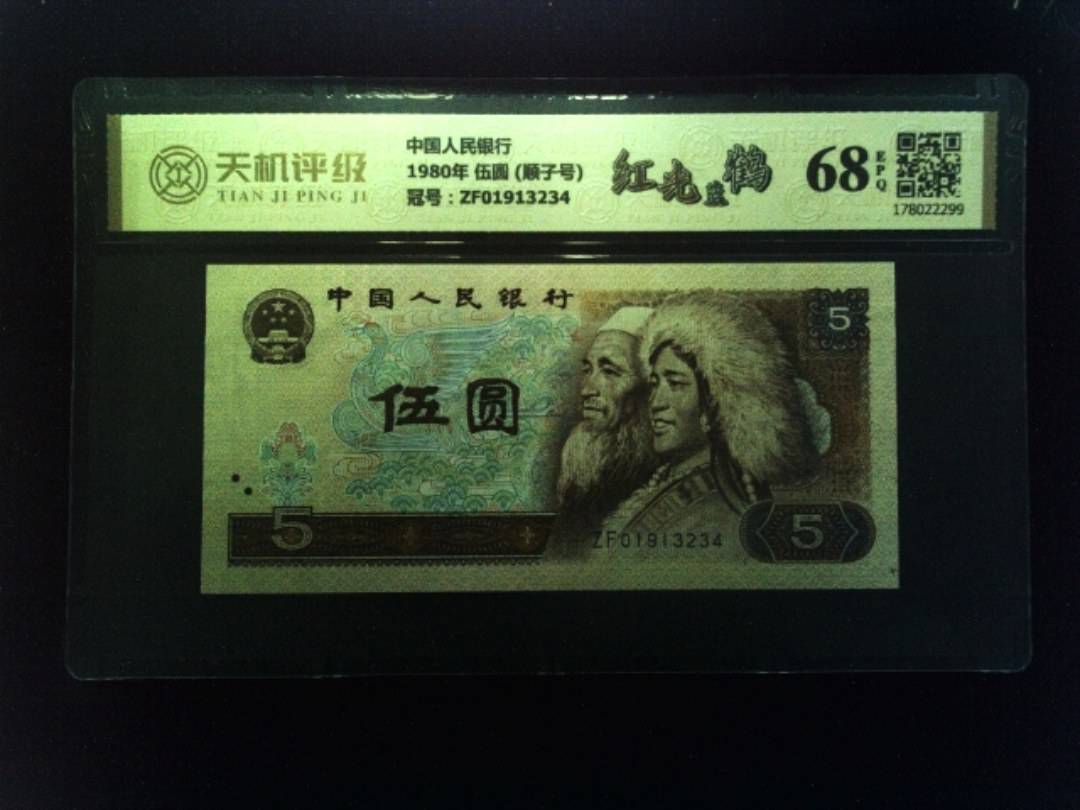 天机评级
TIAN JI PING JI
中国人民银行
1980年 伍圆 (顺子号)
冠号：ZF01913234
红光蓝鹤
68
EPQ
178022299
中国人民银行
5
伍圆
5
ZF01913234
5